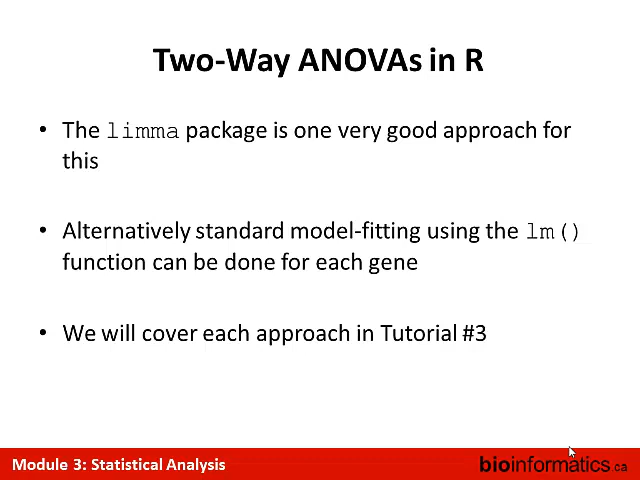 Two-Way ANOVAs in R
• The limma package is one very good approach for
this
• Alternatively standard model-fitting using the lm()
function can be done for each gene
• We will cover each approach in Tutorial #3
Module 3: Statistical Analysis
bioinformatics.ca